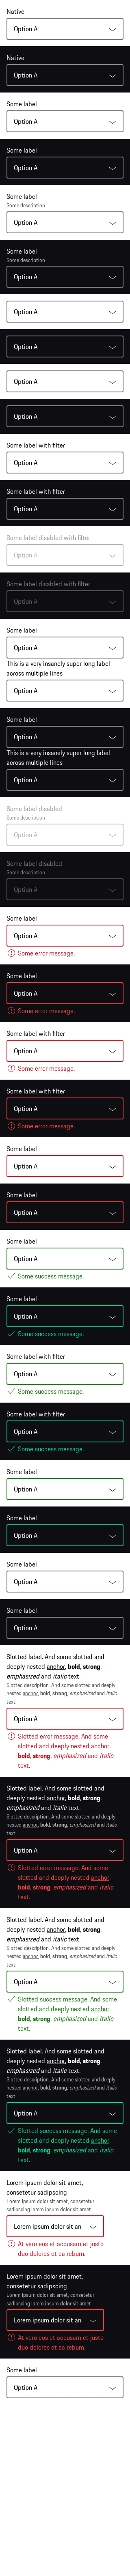 Native
Option A
Native
Option A
Some label
Option A
Some label
Option A
Some label
Some description
Option A
Some label
Some description
Option A
Option A
Option A
Option A
Option A
Some label with filter
Option A
Some label with filter
Option A
Some label disabled with filter
Option A
Some label disabled with filter
Option A
Some label
Option A
This is a very insanely super long label
across multiple lines
Option A
Some label
Option A
This is a very insanely super long label
across multiple lines
Option A
Some label disabled
Some description
Option A
Some label disabled
Some description
Option A
Some label
Option A
Some error message.
Some label
Option A
Some error message.
Some label with filter
Option A
Some error message.
Some label with filter
Option A
Some error message.
Some label
Option A
Some label
Option A
Some label
Option A
Some success message.
Some label
Option A
Some success message.
Some label with filter
Option A
Some success message.
Some label with filter
Option A
Some success message.
Some label
Option A
Some label
Option A
Some label
Option A
Some label
Option A
Slotted label. And some slotted and
deeply nested anchor, bold, strong,
emphasized and italic text.
Slotted description. And some slotted and deeply
nested anchor, bold, strong, emphasized and italic
text.
Option A
Slotted error message. And some
slotted and deeply nested anchor,
bold, strong, emphasized and italic
text.
Slotted label. And some slotted and
deeply nested anchor, bold, strong,
emphasized and italic text.
Slotted description. And some slotted and deeply
nested anchor, bold, strong, emphasized and italic
text.
Option A
Slotted error message. And some
slotted and deeply nested anchor,
bold, strong, emphasized and italic
text.
Slotted label. And some slotted and
deeply nested anchor, bold, strong,
emphasized and italic text.
Slotted description. And some slotted and deeply
nested anchor, bold, strong, emphasized and italic
text.
Option A
Slotted success message. And some
slotted and deeply nested anchor,
bold, strong, emphasized and italic
text.
Slotted label. And some slotted and
deeply nested anchor, bold, strong,
emphasized and italic text.
Slotted description. And some slotted and deeply
nested anchor, bold, strong, emphasized and italic
text.
Option A
Slotted success message. And some
slotted and deeply nested anchor,
bold, strong, emphasized and italic
text.
Lorem ipsum dolor sit amet,
consetetur sadipscing
Lorem ipsum dolor sit amet, consetetur
sadipscing lorem ipsum dolor sit amet
Lorem ipsum dolor sit am
At vero eos et accusam et justo
duo dolores et ea rebum.
Lorem ipsum dolor sit amet,
consetetur sadipscing
Lorem ipsum dolor sit amet, consetetur
sadipscing lorem ipsum dolor sit amet
Lorem ipsum dolor sit am
At vero eos et accusam et justo
duo dolores et ea rebum.
Some label
Option A